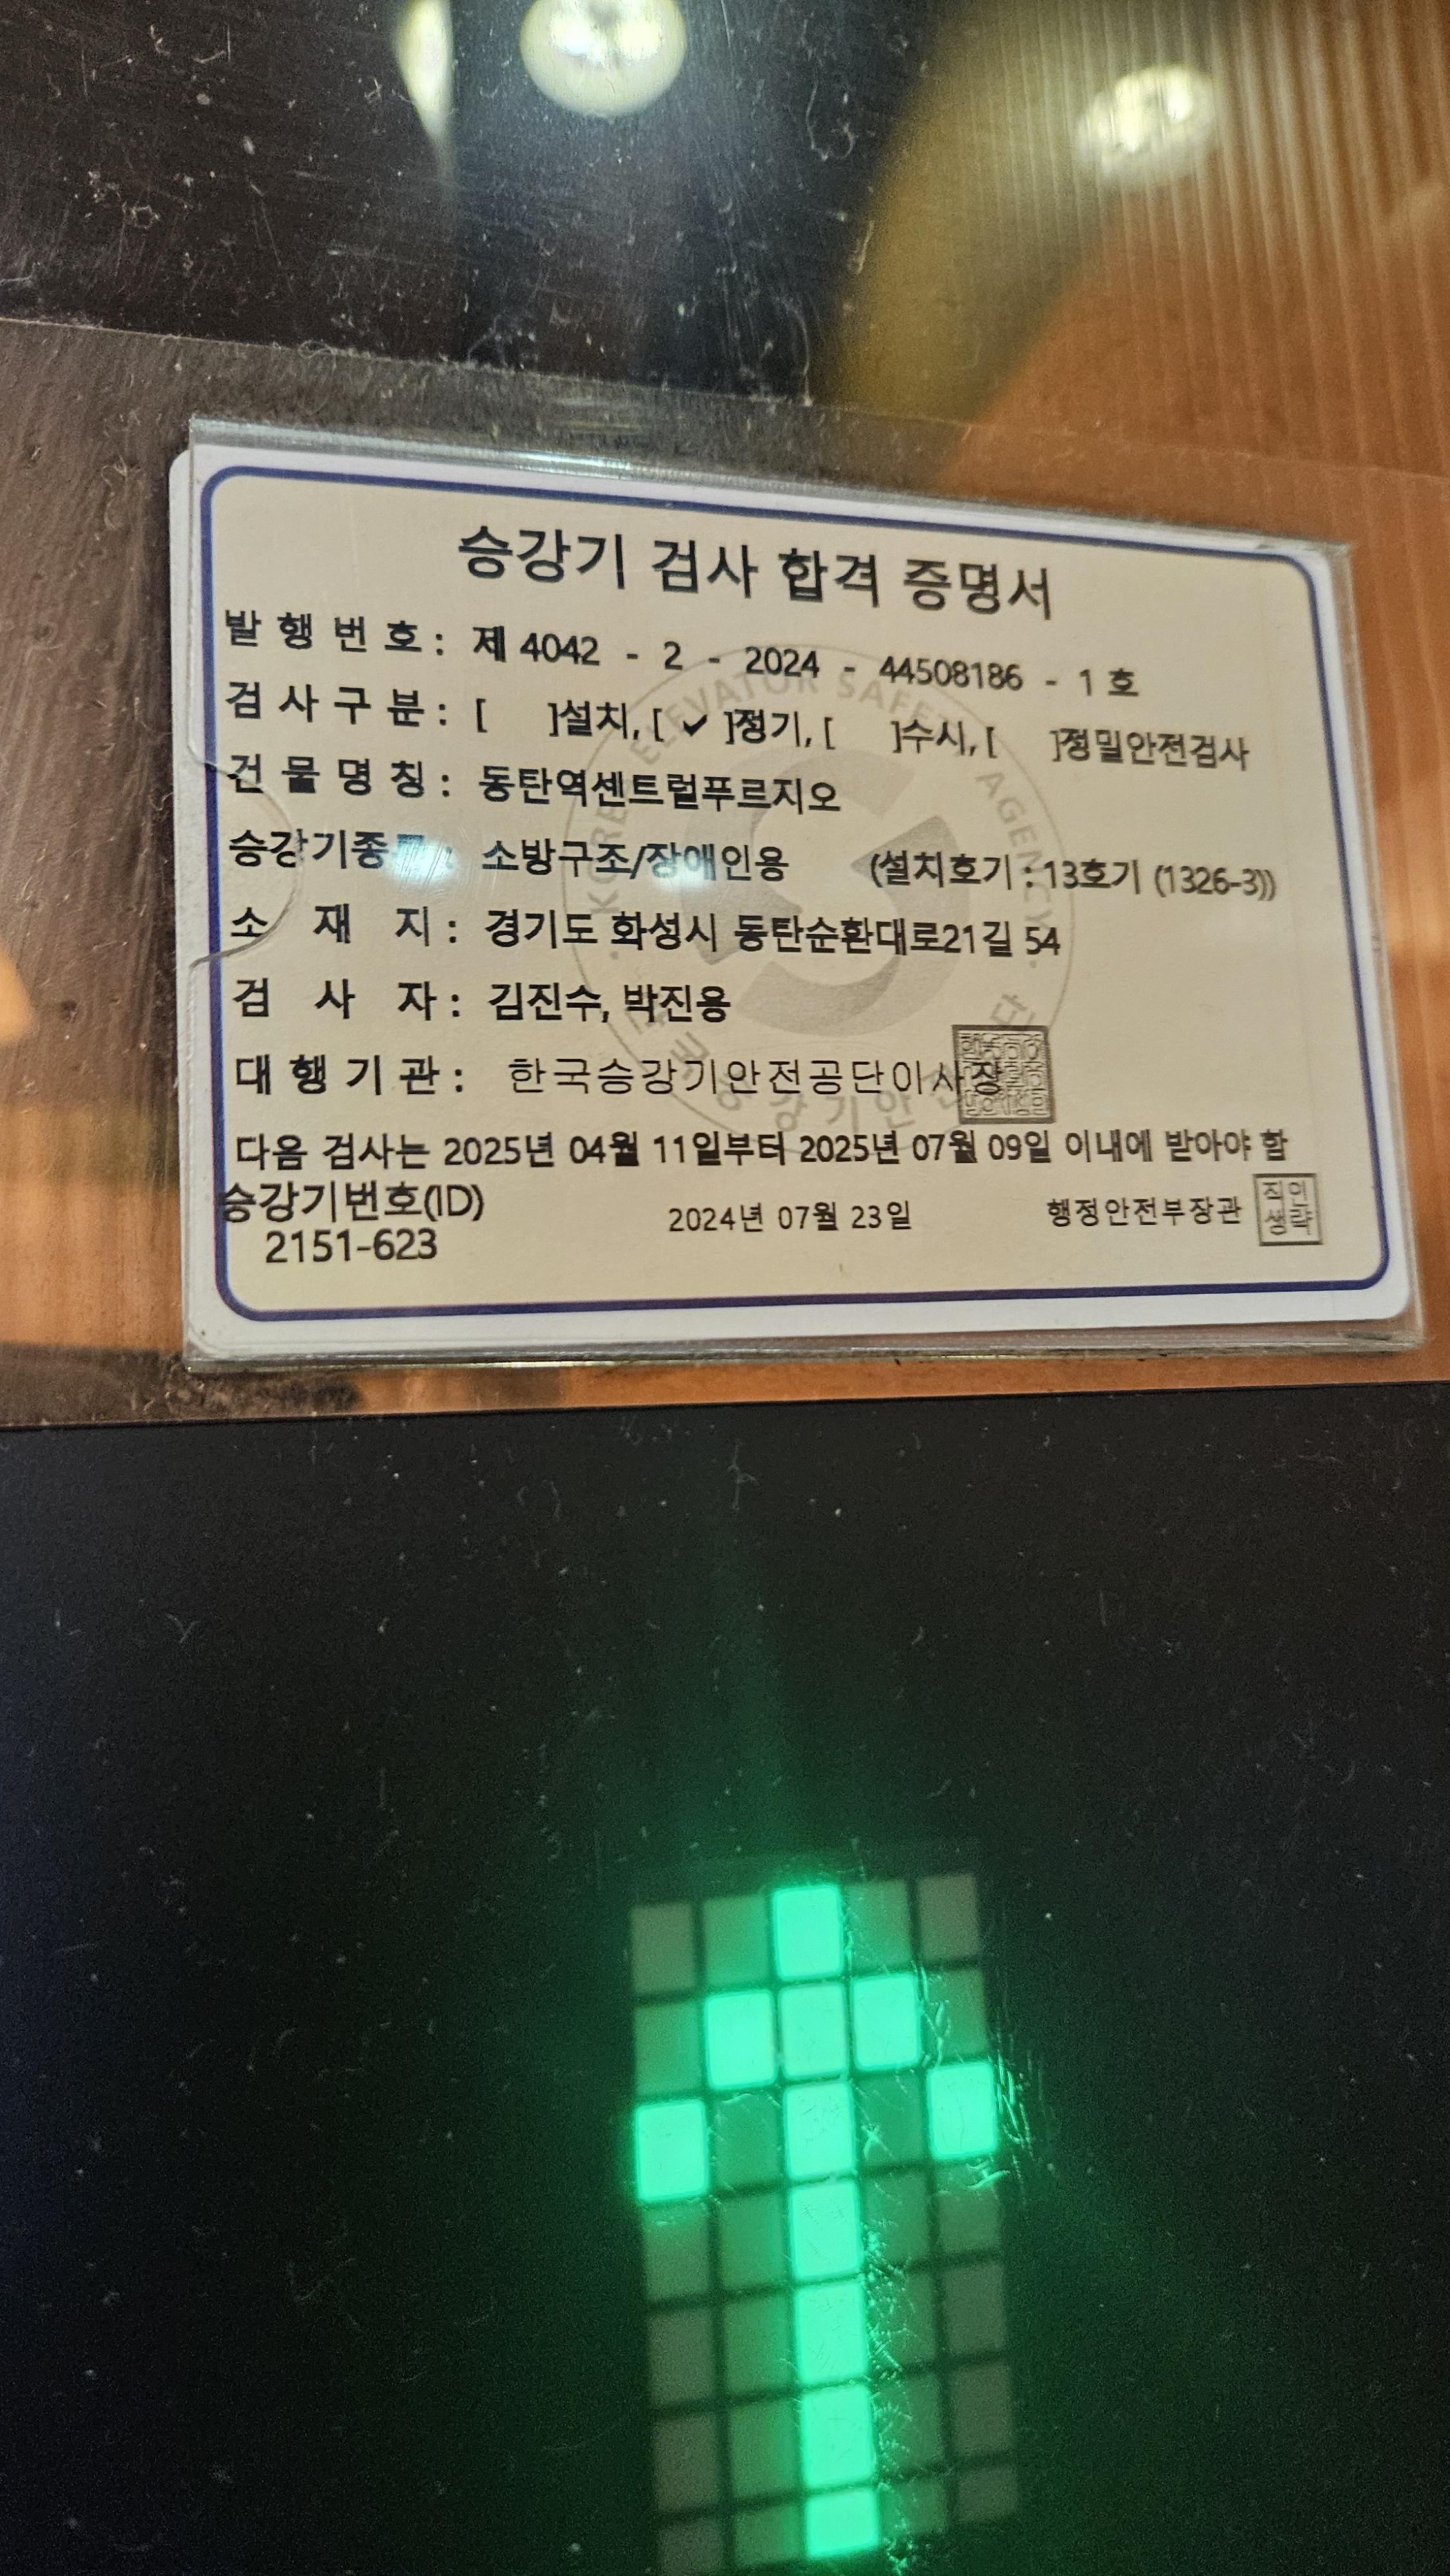 승강기 검사 합격 증명서
발 행 번 호 : 제 4042 - 2 - 2024 - 44508186 - 1 호
검 사 구 분 : [ ]설치, [ ✓ ]정기, [ ]수시, [ ]정밀안전검사
건 물 명 칭 : 동탄역센트럴푸르지오
승강기종 : 소방구조/장애인용 (설치호기 : 13호기 (1326-3))
소 재 지 : 경기도 화성시 동탄순환대로21길 54
검 사 자 : 김진수, 박진용
대 행 기 관 : 한국승강기안전공단이사장
다음 검사는 2025년 04월 11일부터 2025년 07월 09일 이내에 받아야 함
승강기번호(ID)
2151-623
2024년 07월 23일
행정안전부장관
직인
생략
KOREA ELEVATOR SAFETY AGENCY